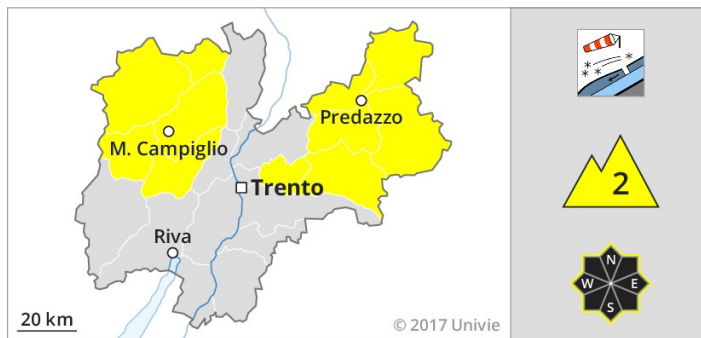 M. Campiglio
Predazzo
Trento
Riva
20 km
© 2017 Univie
2
N
W E
S